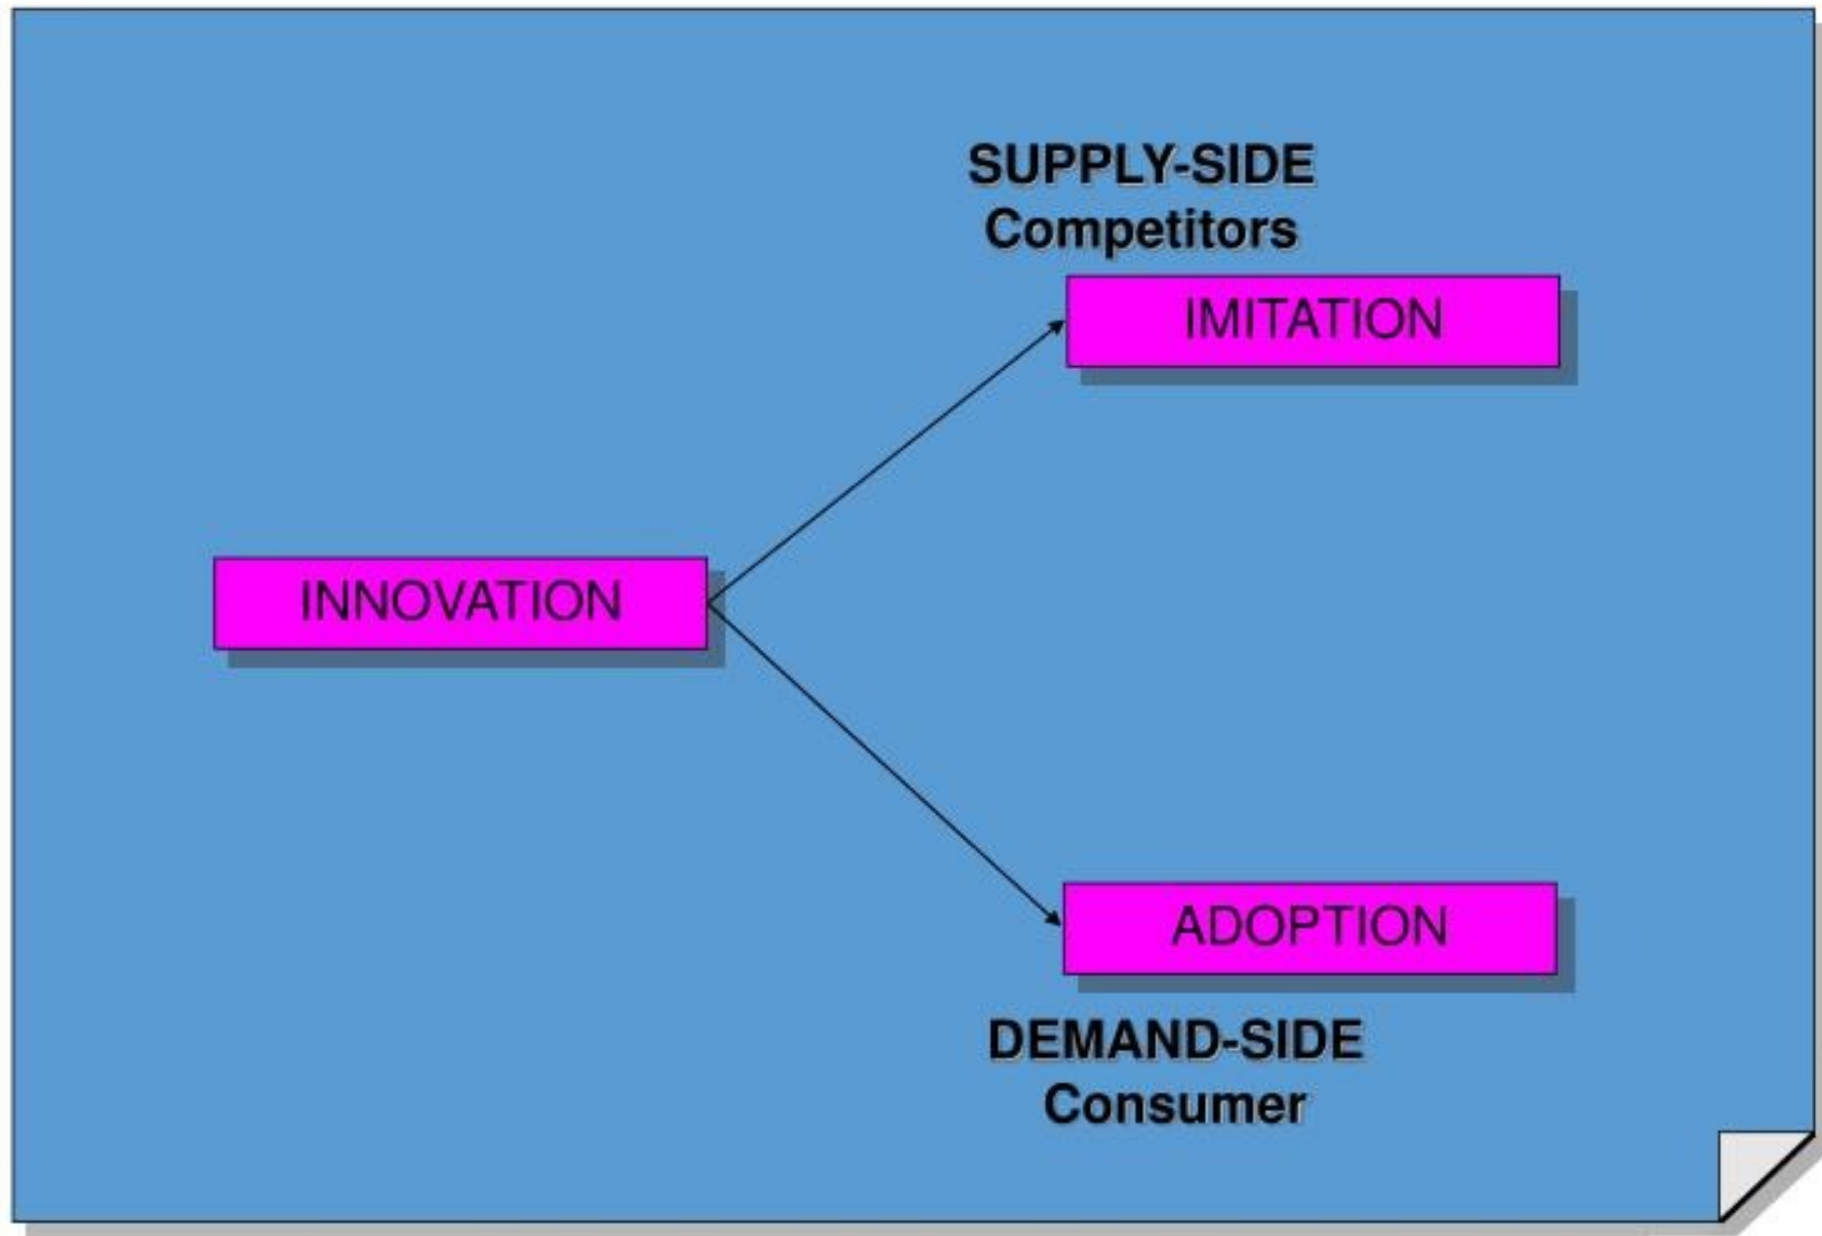 SUPPLY-SIDE
Competitors
IMITATION
INNOVATION
ADOPTION
DEMAND-SIDE
Consumer